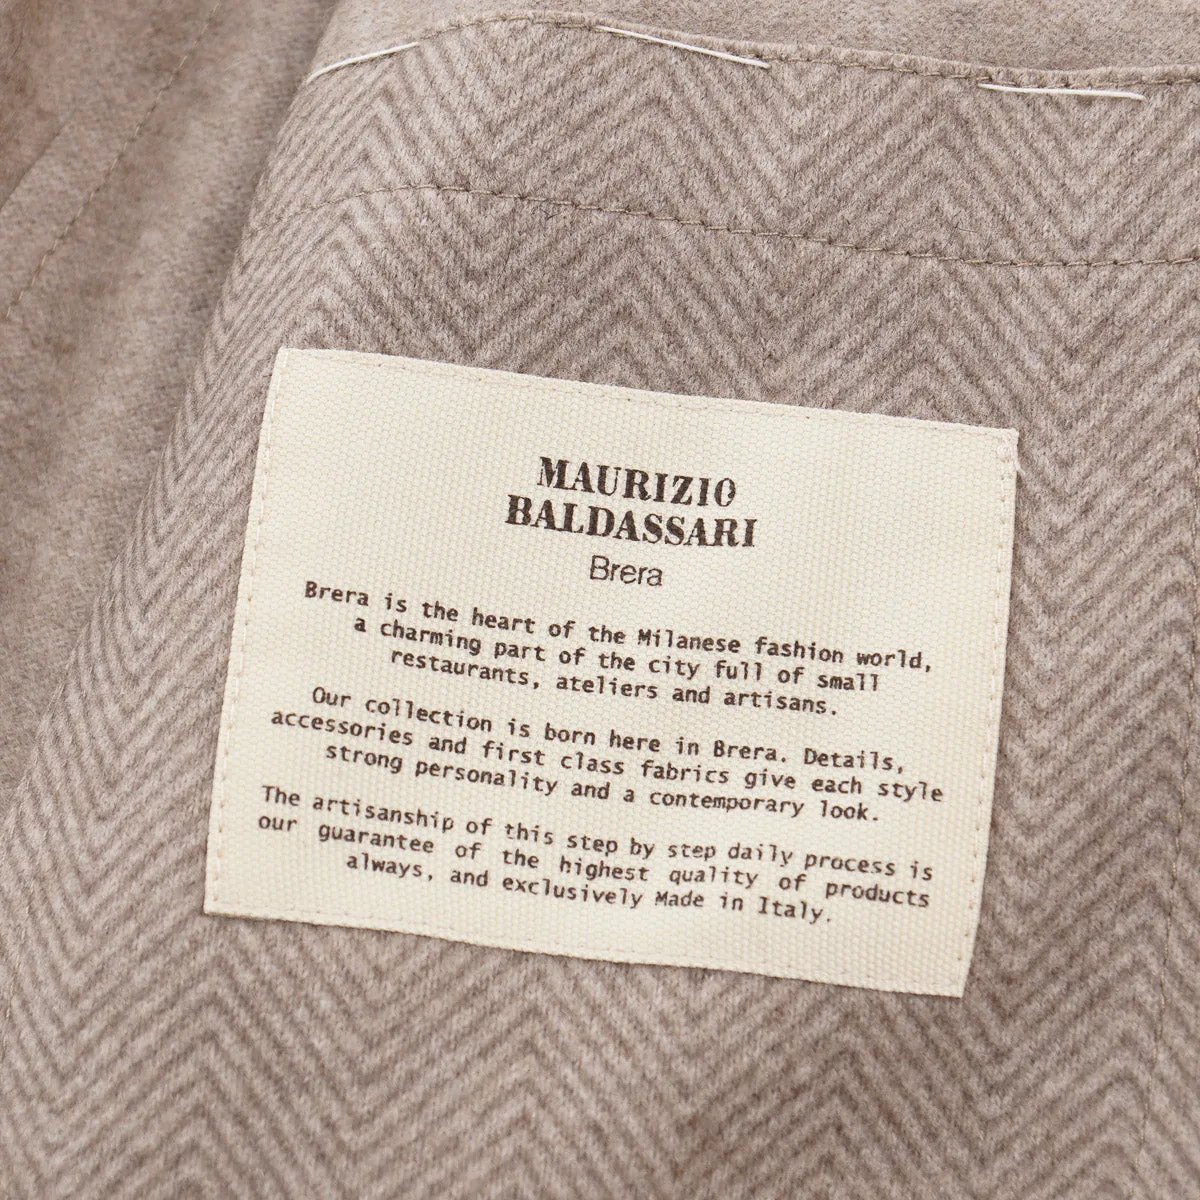 MAURIZIO
BALDASSARI
Brera
Brera is the heart of the Milanese fashion world,
a charming part of the city full of small
restaurants, ateliers and artisans.
Our collection is born here in Brera. Details,
accessories and first class fabrics give each style
strong personality and a contemporary look.
The artisanship of this step by step daily process is
our guarantee of the highest quality of products
always, and exclusively Made in Italy.